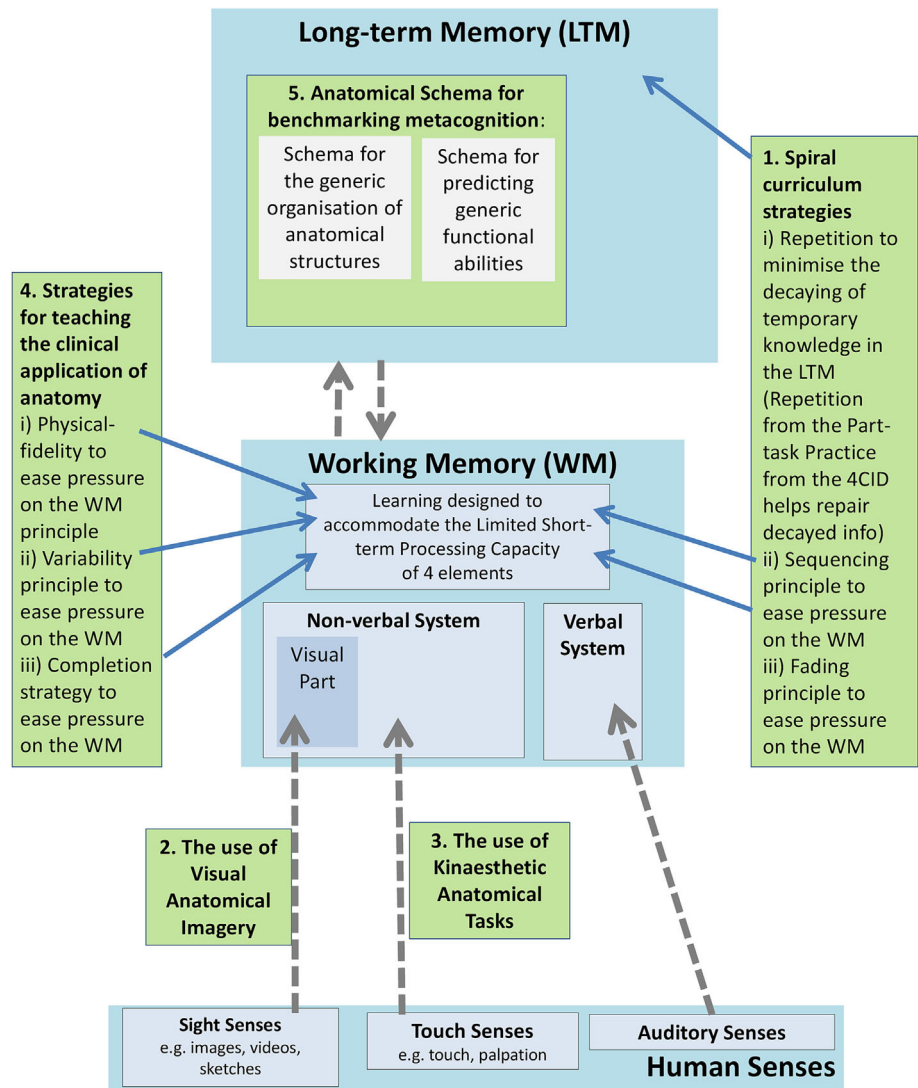 Long-term Memory (LTM)
5. Anatomical Schema for
benchmarking metacognition:
Schema for
the generic
organisation of
anatomical
structures
Schema for
predicting
generic
functional
abilities
1. Spiral
curriculum
strategies
i) Repetition to
minimise the
decaying of
temporary
knowledge in
the LTM
(Repetition
from the Part-
task Practice
from the 4CID
helps repair
decayed info)
ii) Sequencing
principle to
ease pressure
on the WM
iii) Fading
principle to
ease pressure
on the WM
4. Strategies
for teaching
the clinical
application of
anatomy
i) Physical-
fidelity to
ease pressure
on the WM
principle
ii) Variability
principle to
ease pressure
on the WM
iii) Completion
strategy to
ease pressure
on the WM
Working Memory (WM)
Learning designed to
accommodate the Limited Short-
term Processing Capacity
of 4 elements
Non-verbal System
Visual
Part
Verbal
System
2. The use of
Visual
Anatomical
Imagery
3. The use of
Kinaesthetic
Anatomical
Tasks
Sight Senses
e.g. images, videos,
sketches
Touch Senses
e.g. touch, palpation
Auditory Senses
Human Senses